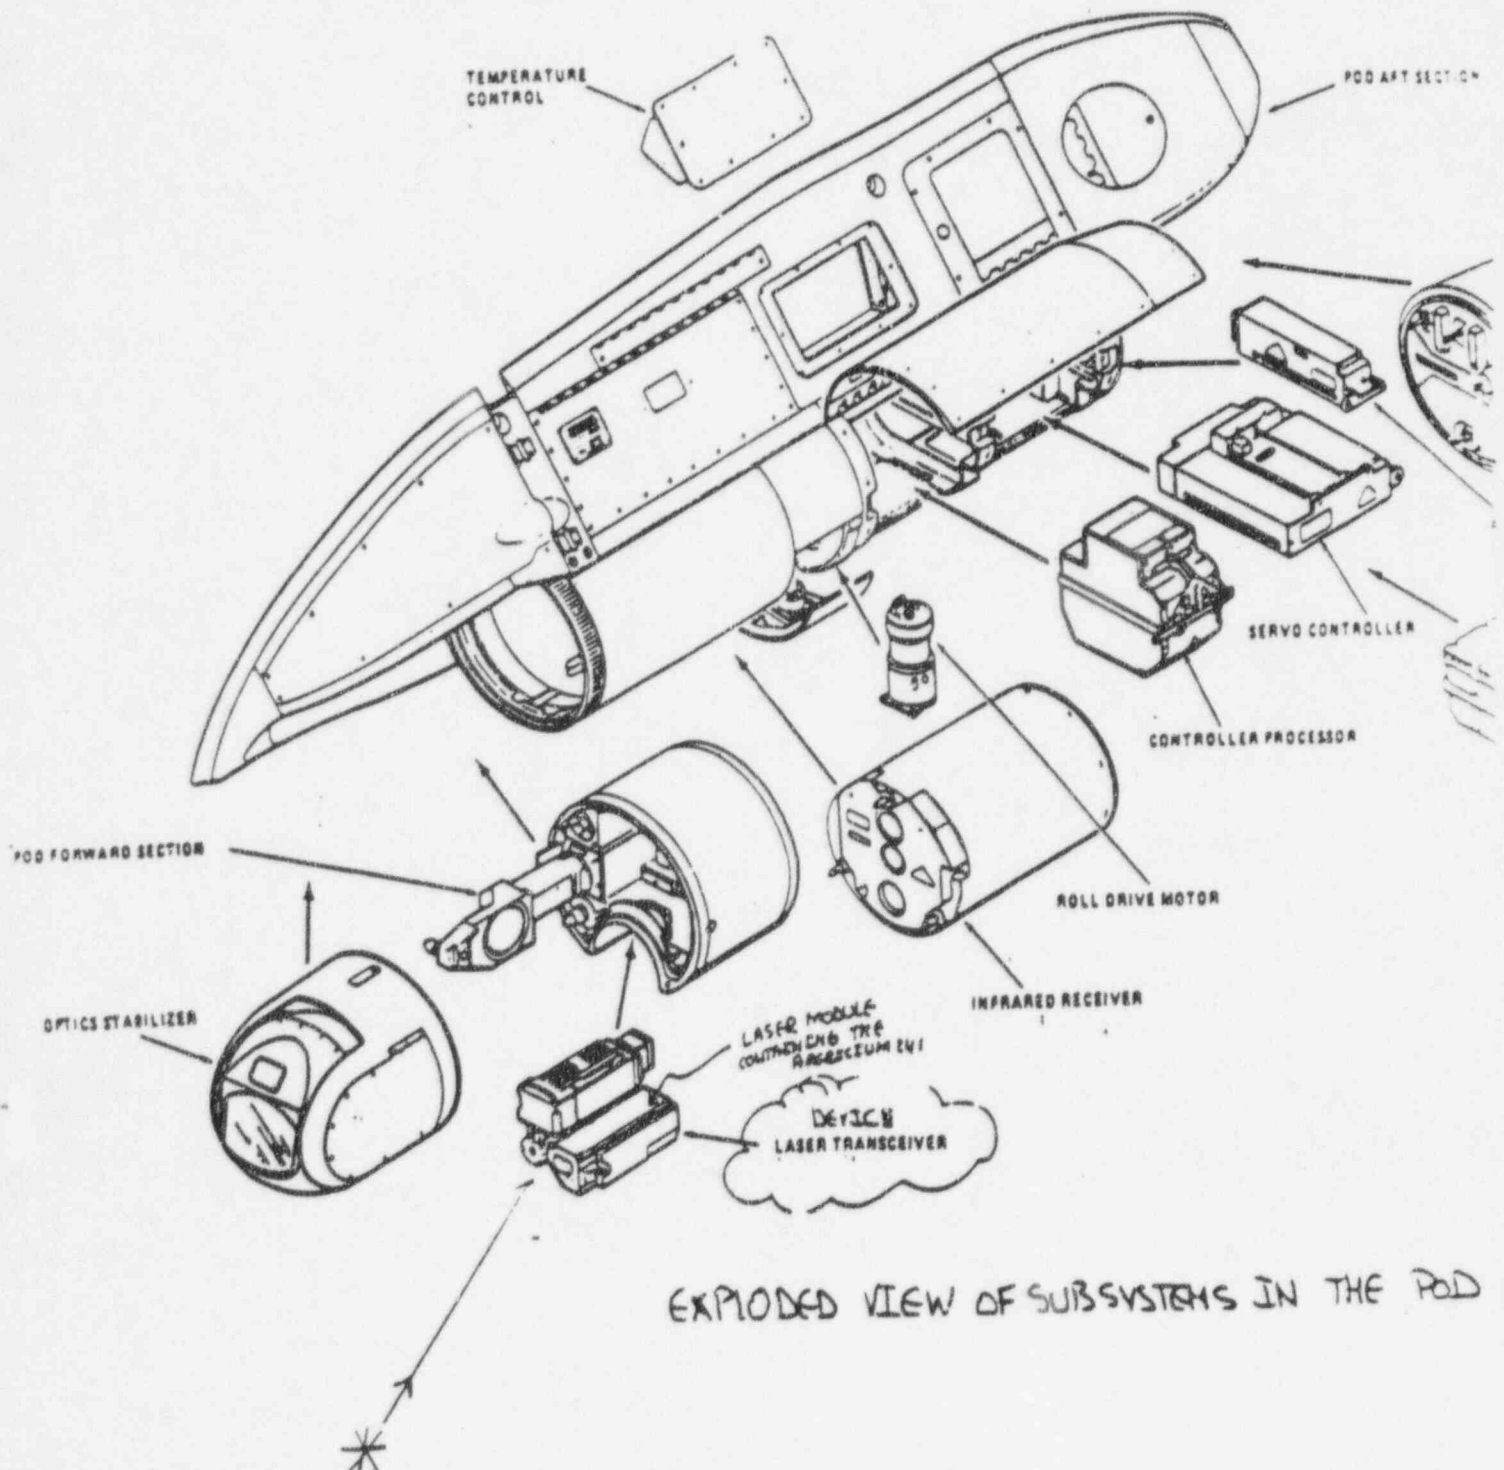 TEMPERATURE
CONTROL
POD AFT SECTION
SERVO CONTROLLER
CONTROLLER PROCESSOR
POD FORWARD SECTION
ROLL DRIVE MOTOR
INFRARED RECEIVER
OPTICS STABILIZER
LASER MODULE
CONTAINING THE
241
DEVICE
LASER TRANSCEIVER
EXPLODED VIEW OF SUBSYSTEMS IN THE POD